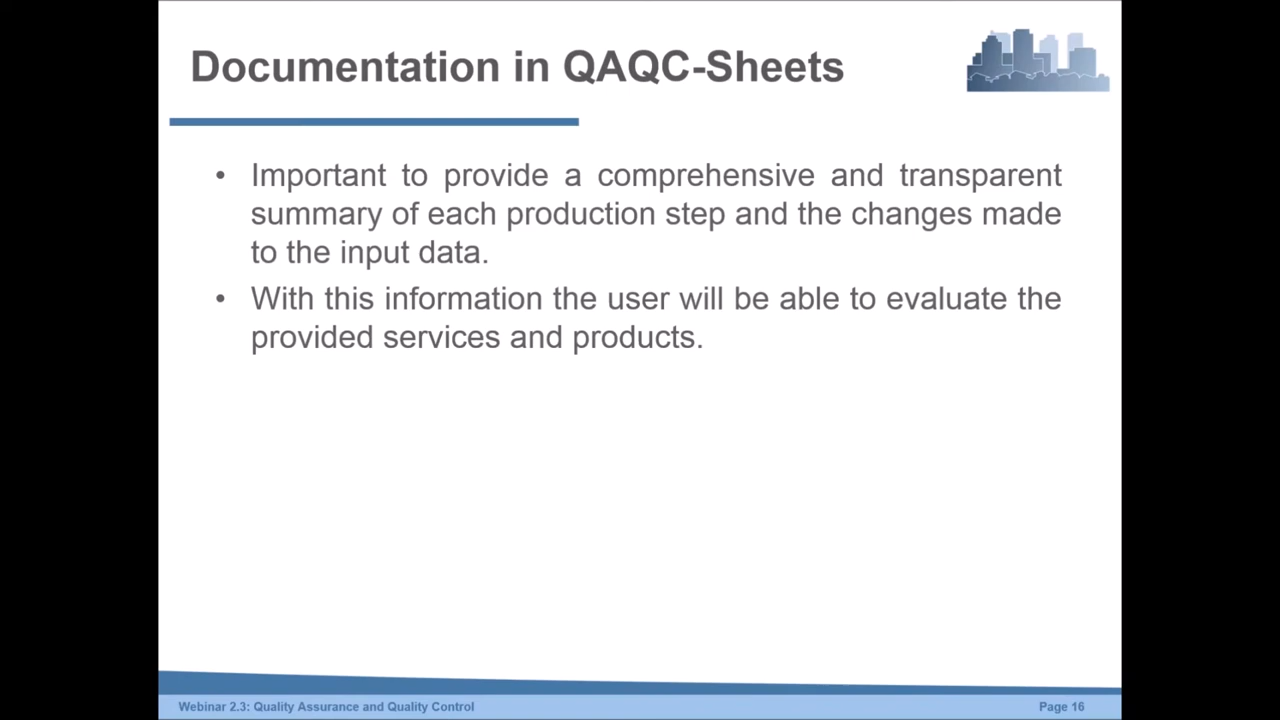 Documentation in QAQC-Sheets
• Important to provide a comprehensive and transparent
summary of each production step and the changes made
to the input data.
• With this information the user will be able to evaluate the
provided services and products.
Webinar 2.3: Quality Assurance and Quality Control
Page 16